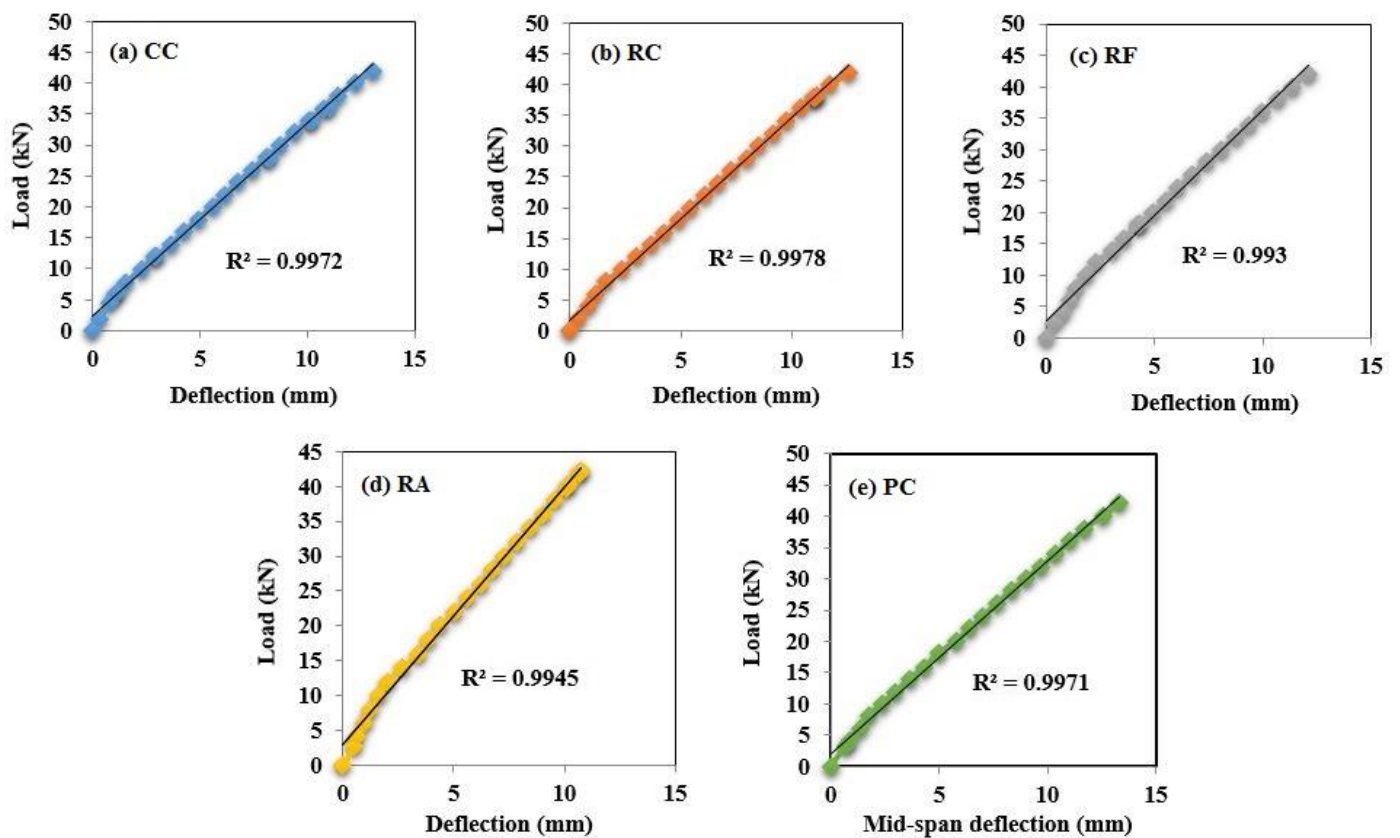 (a) CC
Load (kN)
50
45
40
35
30
25
20
15
10
5
0
R² = 0.9972
0 5 10 15
Deflection (mm)
(b) RC
Load (kN)
50
45
40
35
30
25
20
15
10
5
0
R² = 0.9978
0 5 10 15
Deflection (mm)
(c) RF
Load (kN)
50
45
40
35
30
25
20
15
10
5
0
R² = 0.993
0 5 10 15
Deflection (mm)
(d) RA
Load (kN)
45
40
35
30
25
20
15
10
5
0
R² = 0.9945
0 5 10 15
Deflection (mm)
(e) PC
Load (kN)
50
45
40
35
30
25
20
15
10
5
0
R² = 0.9971
0 5 10 15
Mid-span deflection (mm)